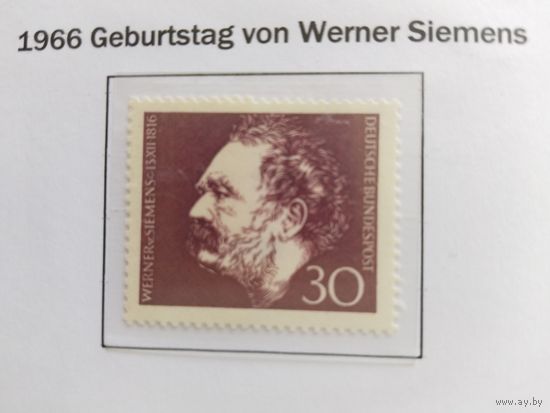 1966 Geburtstag von Werner Siemens
WERNER v. SIEMENS ⁎ 13·XII·1816
DEUTSCHE BUNDESPOST
30
www.ay.by